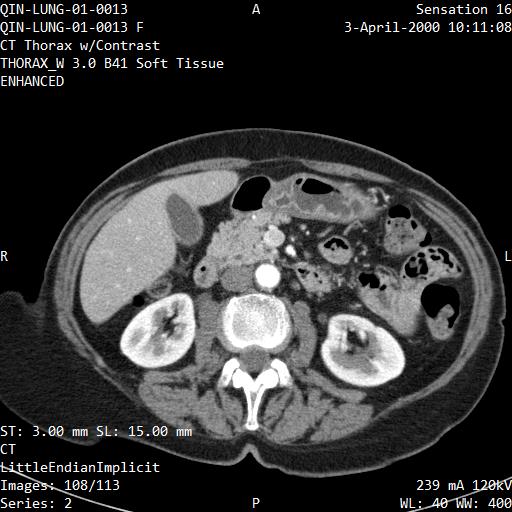 QIN-LUNG-01-0013
A
Sensation 16
QIN-LUNG-01-0013 F
3-April-2000 10:11:08
CT Thorax w/Contrast
THORAX_W 3.0 B41 Soft Tissue
ENHANCED
R
L
ST: 3.00 mm SL: 15.00 mm
CT
LittleEndianImplicit
Images: 108/113
239 mA 120kV
Series: 2
P
WL: 40 WW: 400